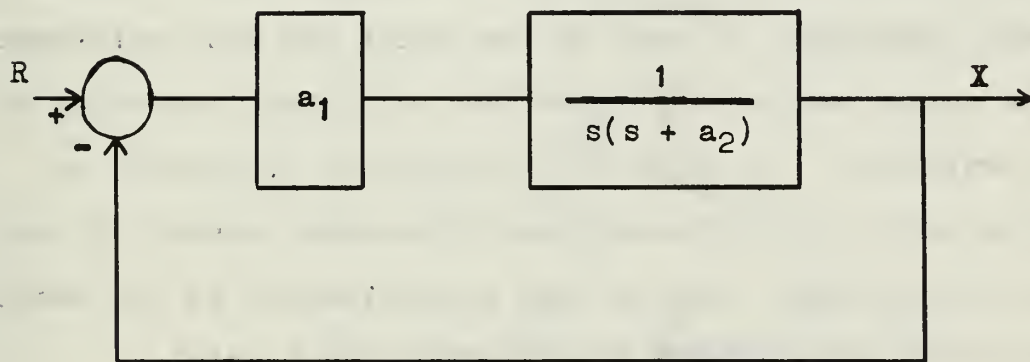 R
+
-
a₁
1
s(s + a₂)
X